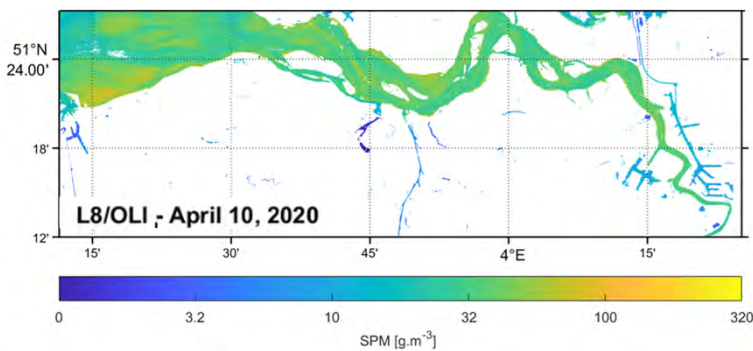 51°N
24.00'
18'
12'
L8/OLI - April 10, 2020
15' 30' 45' 4°E 15'
0 3.2 10 32 100 320
SPM [g.m-3]